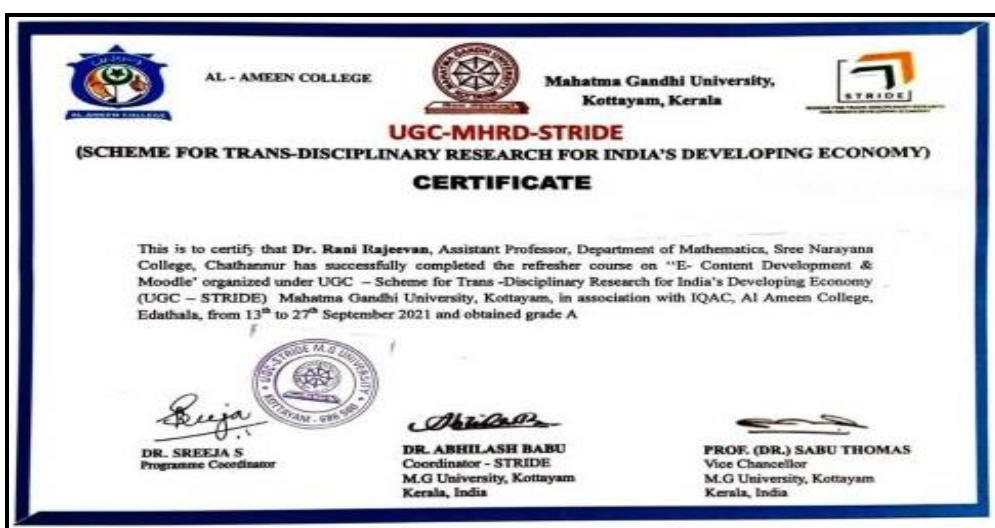 AL - AMEEN COLLEGE
AL-AMEEN COLLEGE
Mahatma Gandhi University,
Kottayam, Kerala
STRIDE
UGC-MHRD-STRIDE
(SCHEME FOR TRANS-DISCIPLINARY RESEARCH FOR INDIA'S DEVELOPING ECONOMY)
CERTIFICATE
This is to certify that Dr. Rani Rajeevan, Assistant Professor, Department of Mathematics, Sree Narayana
College, Chathannur has successfully completed the refresher course on "E- Content Development &
Moodle' organized under UGC – Scheme for Trans -Disciplinary Research for India's Developing Economy
(UGC – STRIDE) Mahatma Gandhi University, Kottayam, in association with IQAC, Al Ameen College,
Edathala, from 13th to 27th September 2021 and obtained grade A
UGC-STRIDE M.G UNIVERSITY
KOTTAYAM
Sreeja
DR. SREEJA S
Programme Coordinator
DR. ABHILASH BABU
Coordinator - STRIDE
M.G University, Kottayam
Kerala, India
PROF. (DR.) SABU THOMAS
Vice Chancellor
M.G University, Kottayam
Kerala, India